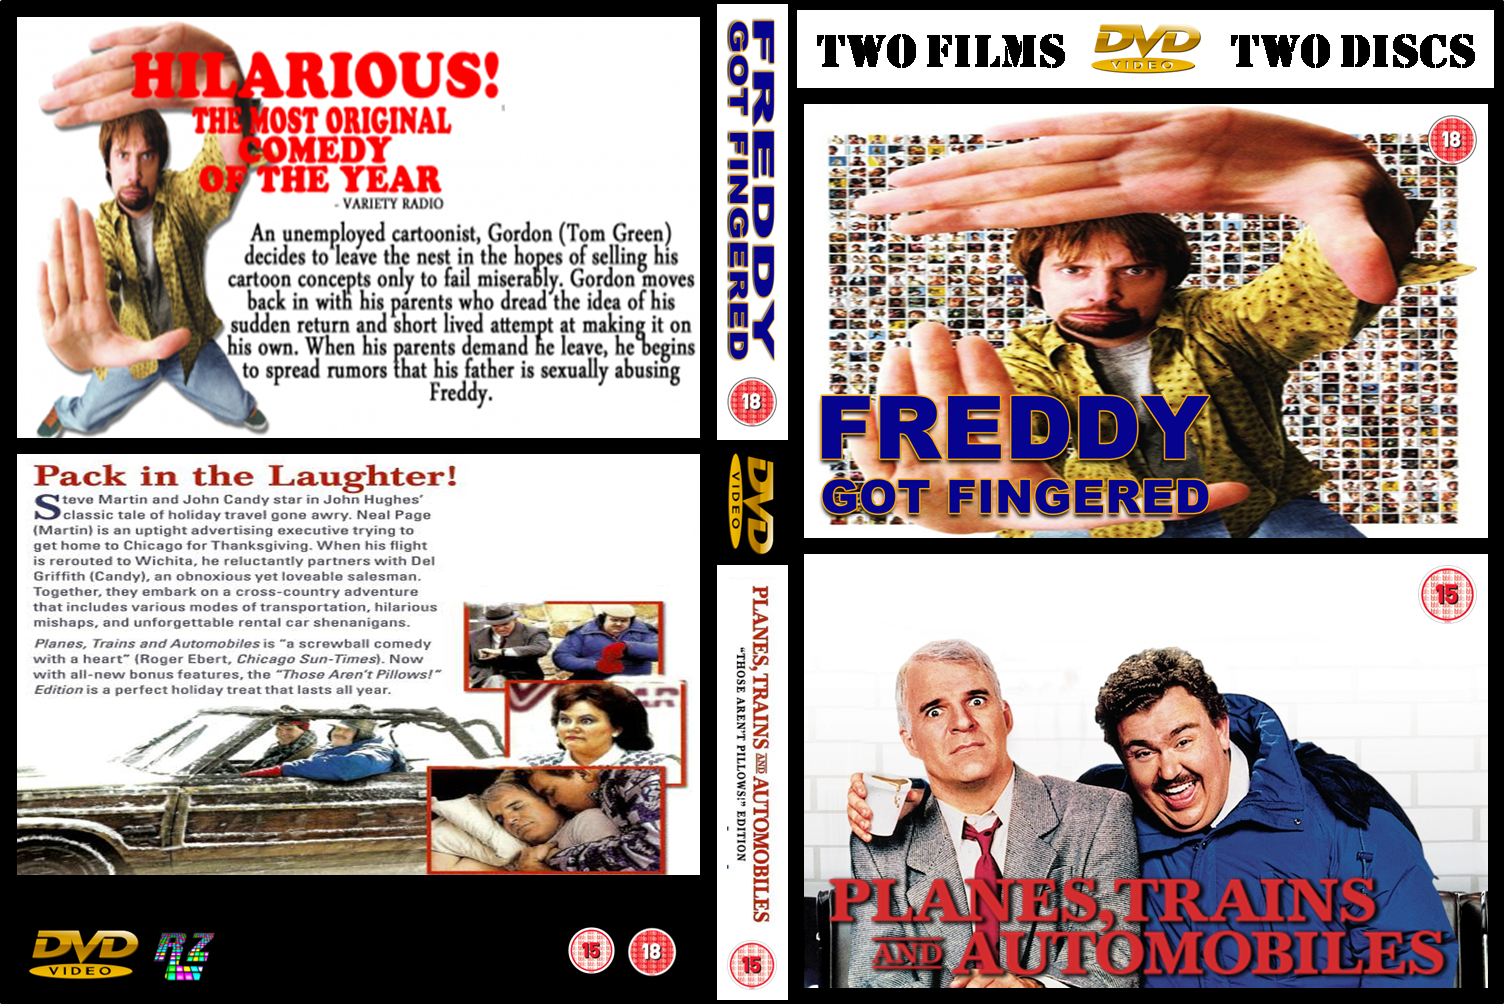 HILARIOUS!
THE MOST ORIGINAL
COMEDY
OF THE YEAR
- VARIETY RADIO
An unemployed cartoonist, Gordon (Tom Green)
decides to leave the nest in the hopes of selling his
cartoon concepts only to fail miserably. Gordon moves
back in with his parents who dread the idea of his
sudden return and short lived attempt at making it on
his own. When his parents demand he leave, he begins
to spread rumors that his father is sexually abusing
Freddy.
Pack in the Laughter!
Steve Martin and John Candy star in John Hughes'
classic tale of holiday travel gone awry. Neal Page
(Martin) is an uptight advertising executive trying to
get home to Chicago for Thanksgiving. When his flight
is rerouted to Wichita, he reluctantly partners with Del
Griffith (Candy), an obnoxious yet loveable salesman.
Together, they embark on a cross-country adventure
that includes various modes of transportation, hilarious
mishaps, and unforgettable rental car shenanigans.
Planes, Trains and Automobiles is "a screwball comedy
with a heart" (Roger Ebert, Chicago Sun-Times). Now
with all-new bonus features, the "Those Aren't Pillows!"
Edition is a perfect holiday treat that lasts all year.
DVD
VIDEO
15
18
FREDDY
GOT FINGERED
18
DVD
VIDEO
PLANES, TRAINS AND AUTOMOBILES
"THOSE AREN'T PILLOWS!" EDITION
15
TWO FILMS DVD VIDEO TWO DISCS
18
FREDDY
GOT FINGERED
15
PLANES, TRAINS
AND AUTOMOBILES